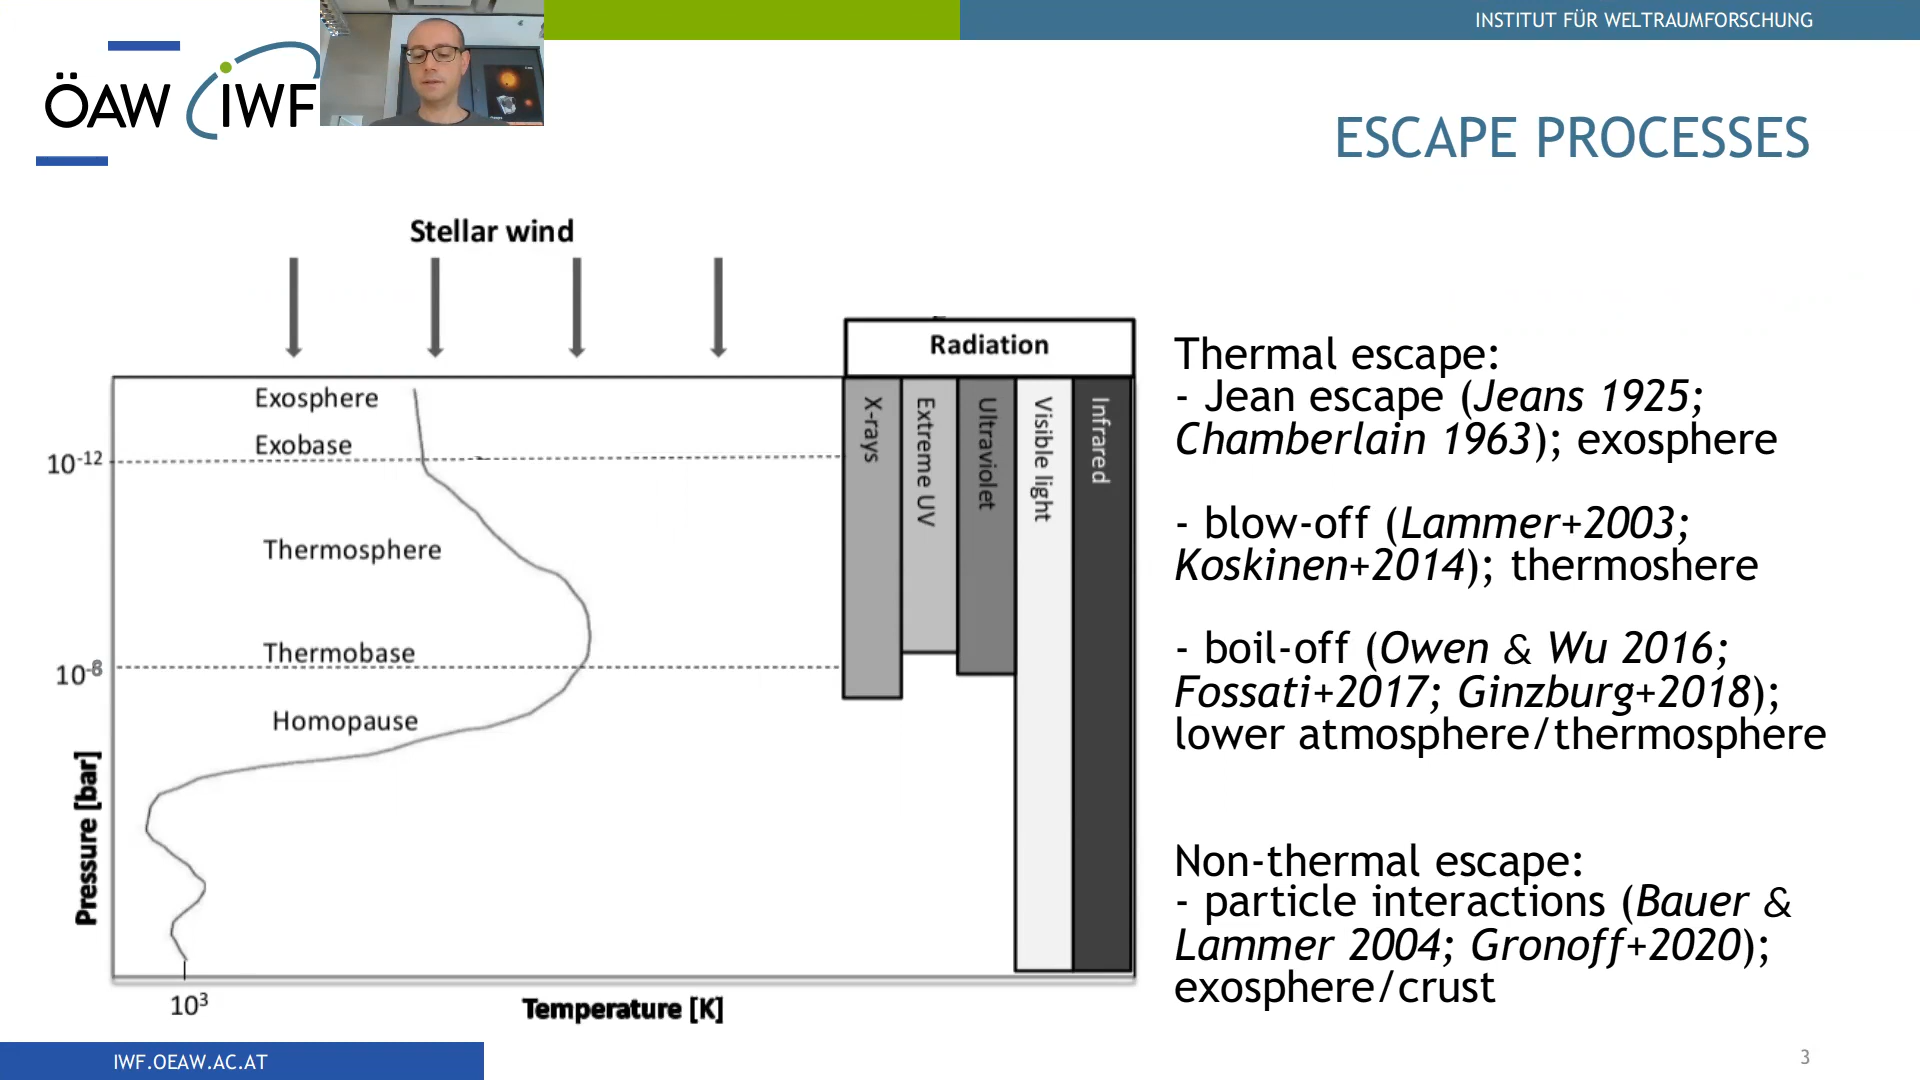 INSTITUT FÜR WELTRAUMFORSCHUNG
ÖAW IWF
ESCAPE PROCESSES
Stellar wind
Radiation
Exosphere
Exobase
10-12
Thermosphere
Thermobase
10-8
Homopause
Pressure [bar]
10³
Temperature [K]
X-rays
Extreme UV
Ultraviolet
Visible light
Infrared
Thermal escape:
- Jean escape (Jeans 1925;
Chamberlain 1963); exosphere
- blow-off (Lammer+2003;
Koskinen+2014); thermoshere
- boil-off (Owen & Wu 2016;
Fossati+2017; Ginzburg+2018);
lower atmosphere/thermosphere
Non-thermal escape:
- particle interactions (Bauer &
Lammer 2004; Gronoff+2020);
exosphere/crust
IWF.OEAW.AC.AT
3